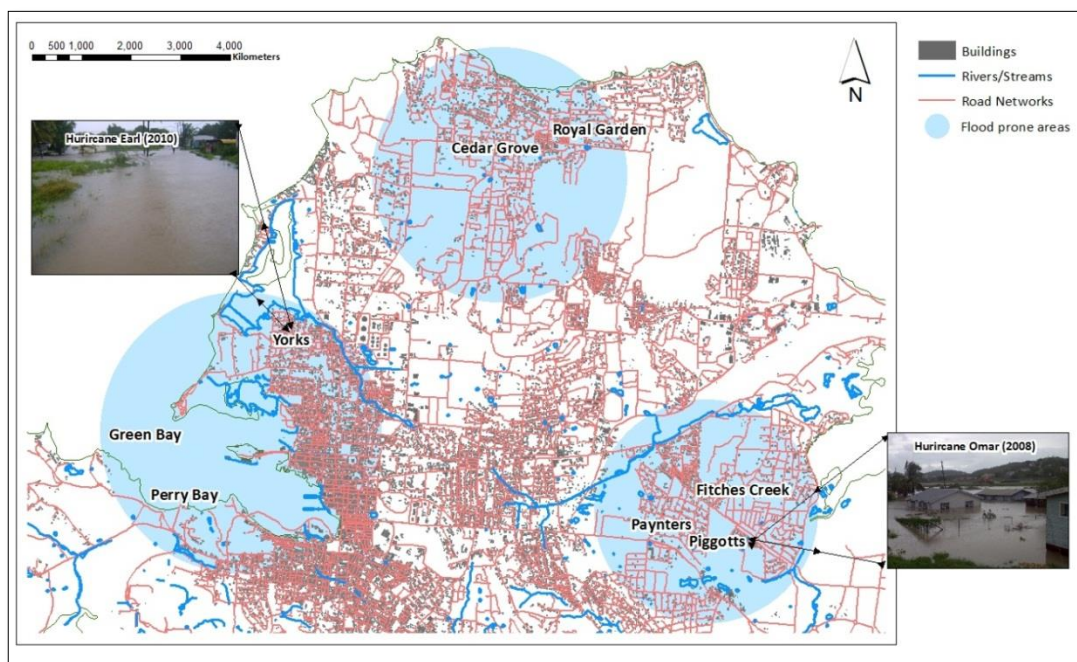 0 500 1,000 2,000 3,000 4,000
Kilometers
N
Buildings
Rivers/Streams
Road Networks
Flood prone areas
Hurircane Earl (2010)
Royal Garden
Cedar Grove
Yorks
Green Bay
Perry Bay
Hurircane Omar (2008)
Fitches Creek
Paynters
Piggotts